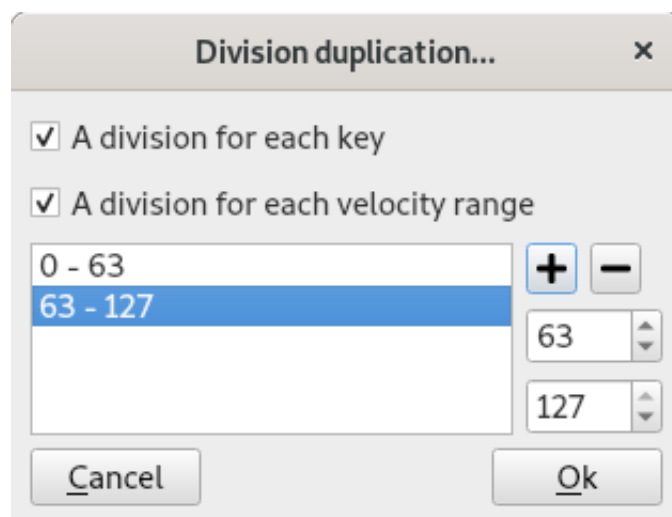 Division duplication...
A division for each key
A division for each velocity range
0 - 63
63 - 127
63
127
Cancel
Ok